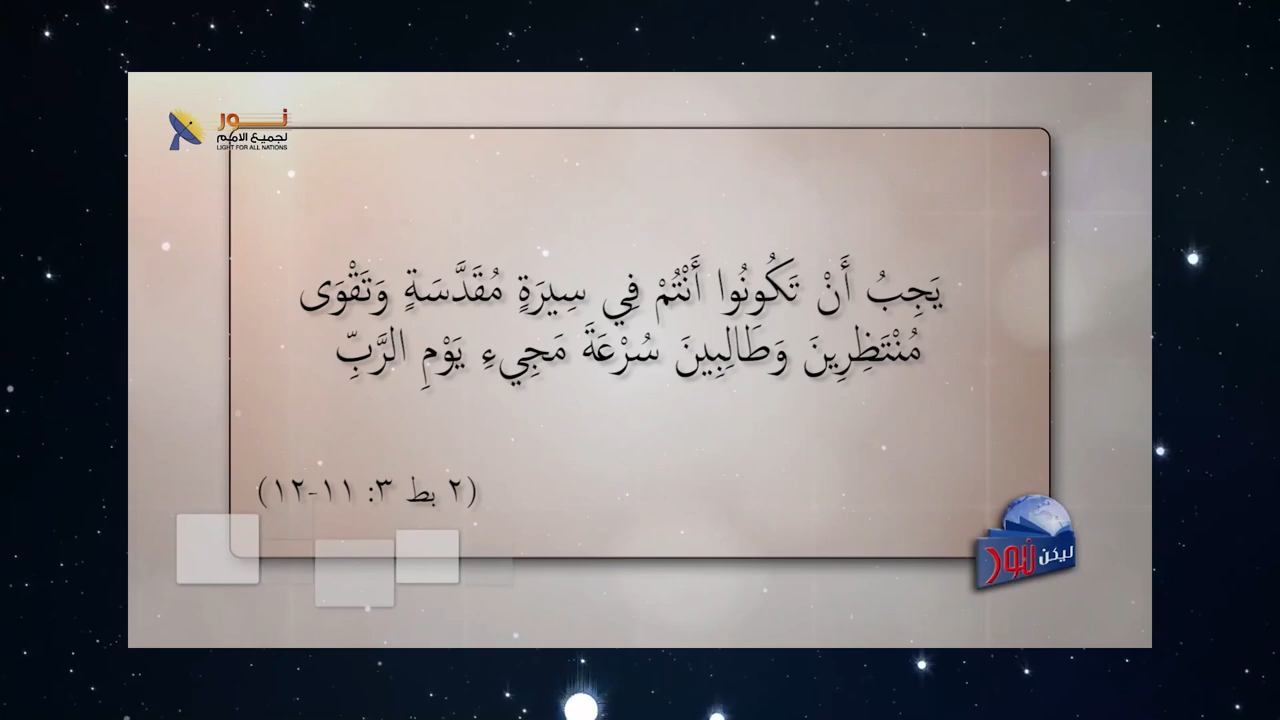 نور
لجميع الامم
LIGHT FOR ALL NATIONS
يَجِبُ أَنْ تَكُونُوا أَنْتُمْ فِي سِيرَةٍ مُقَدَّسَةٍ وَتَقْوَى
مُنْتَظِرِينَ وَطَالِبِينَ سُرْعَةَ مَجِيءِ يَوْمِ الرَّبِّ
(٢ بط ٣: ١١-١٢)
ليكن نور